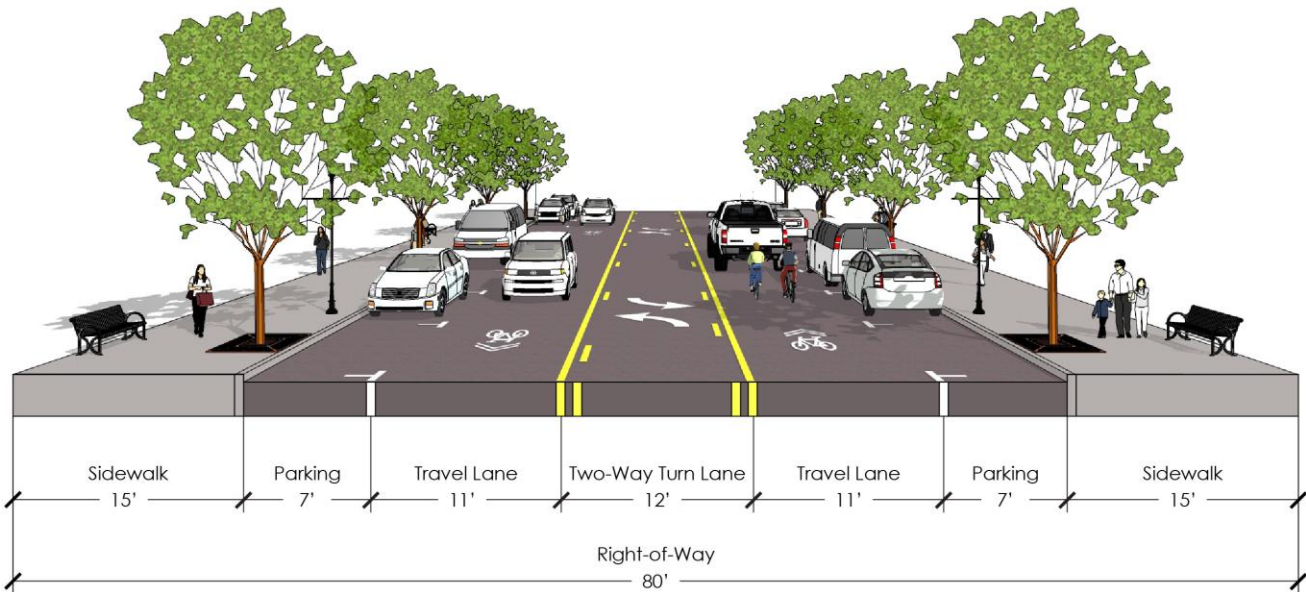 Sidewalk
15'
Parking
7'
Travel Lane
11'
Two-Way Turn Lane
12'
Travel Lane
11'
Parking
7'
Sidewalk
15'
Right-of-Way
80'